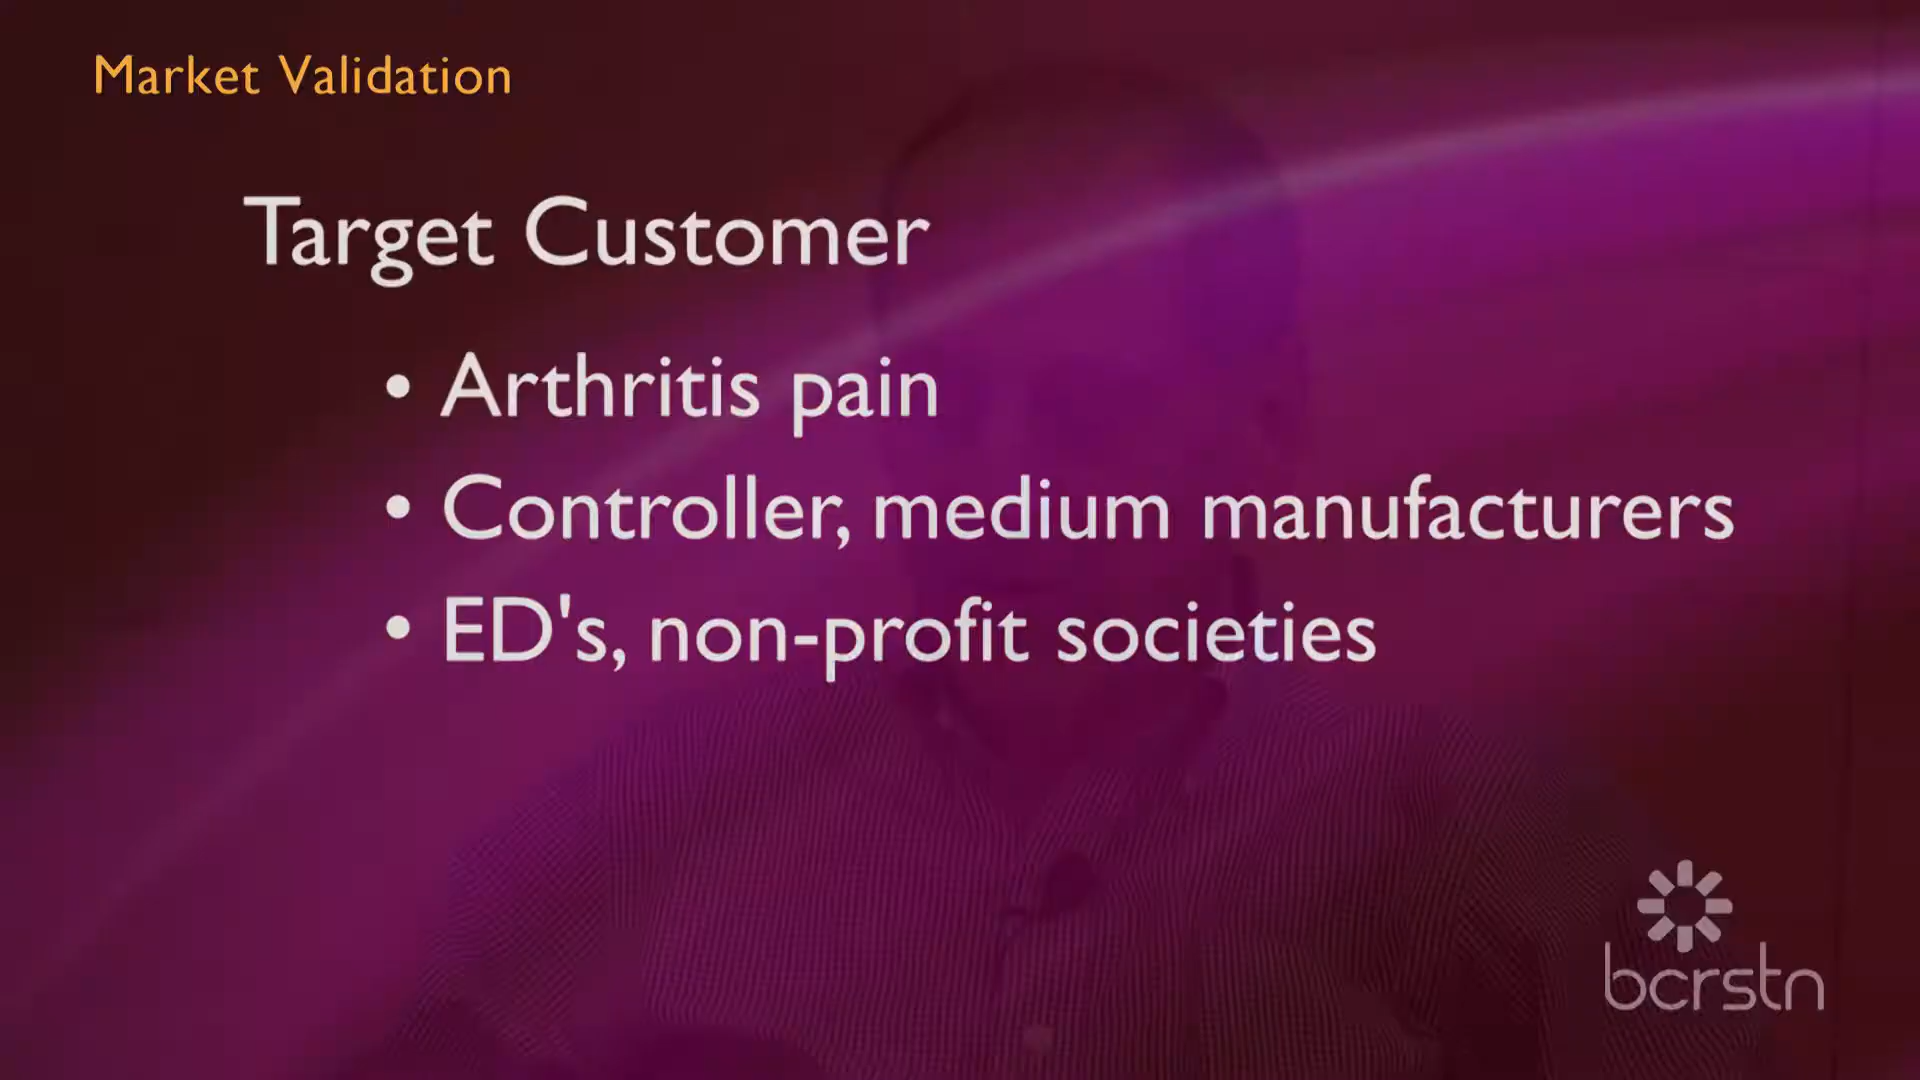 Market Validation
Target Customer
• Arthritis pain
• Controller, medium manufacturers
• ED's, non-profit societies
bcrstn